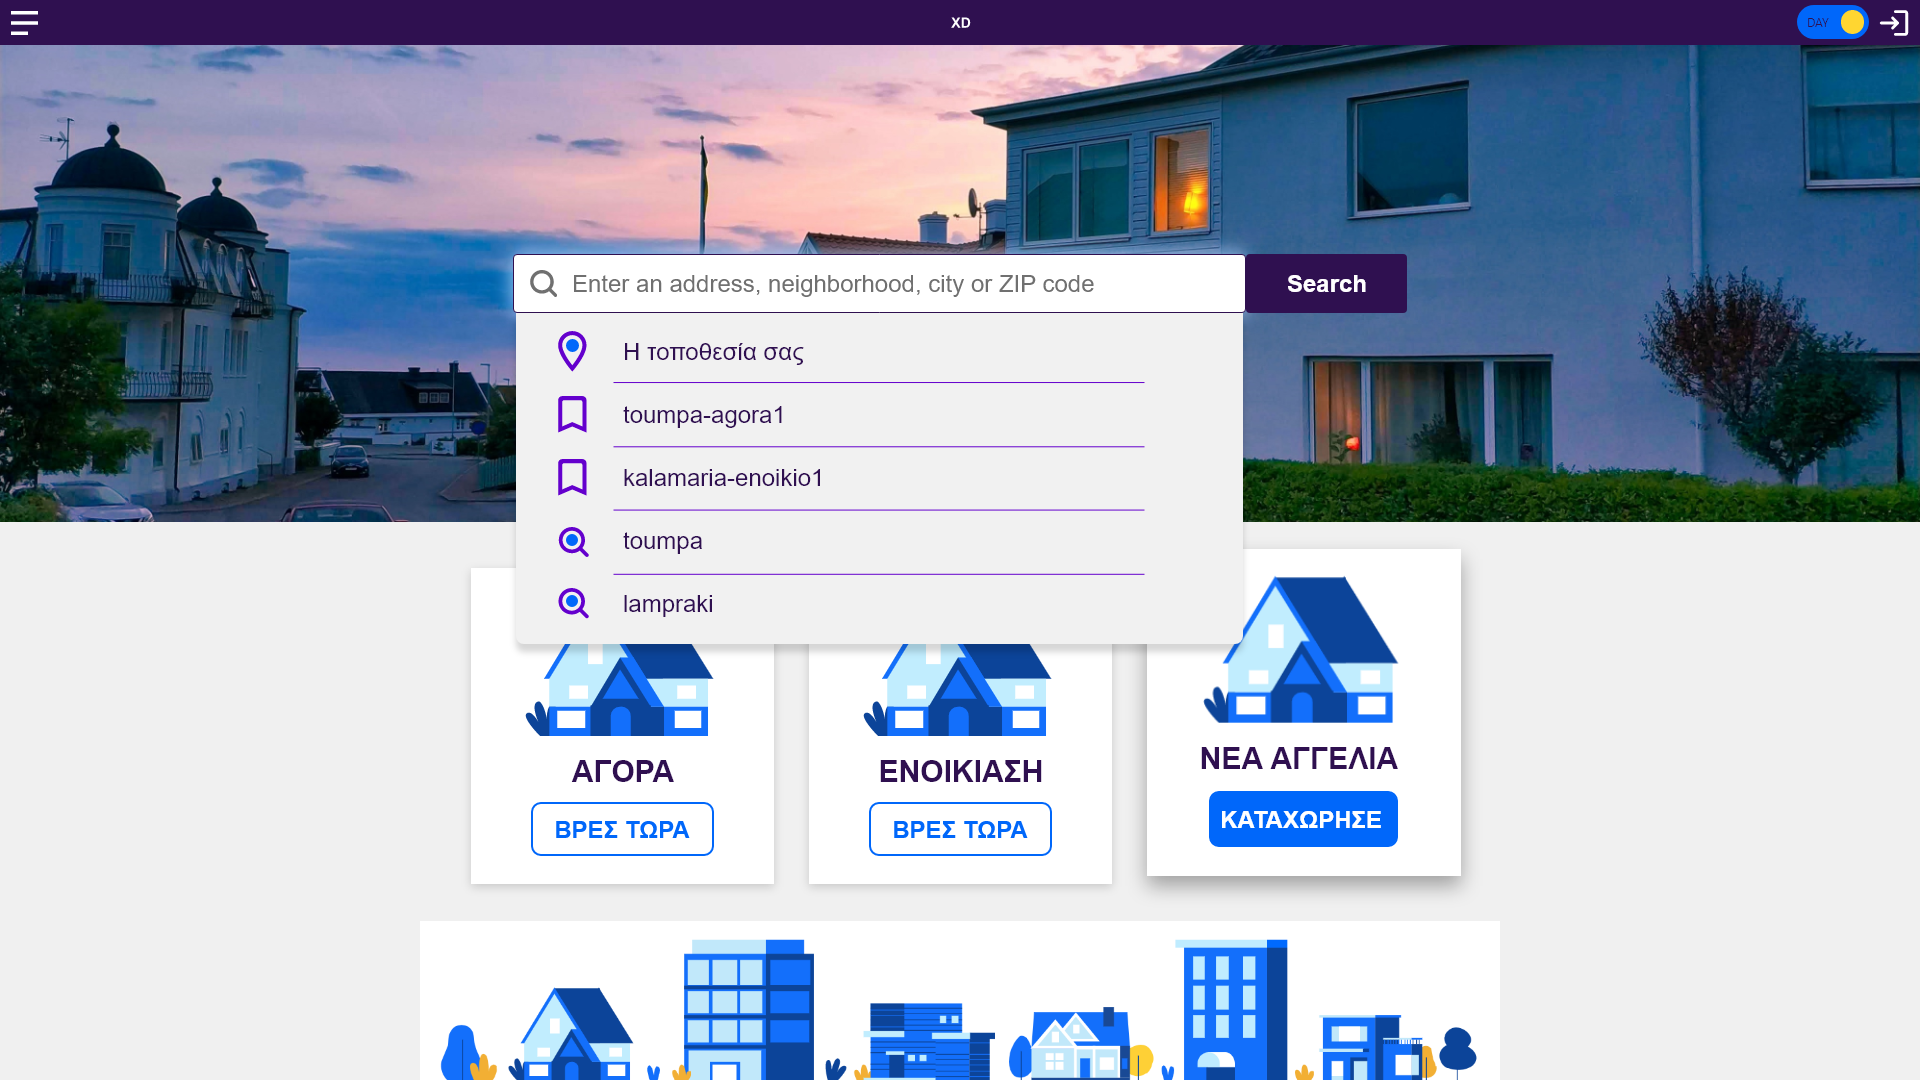 XD
DAY
Enter an address, neighborhood, city or ZIP code
Search
Η τοποθεσία σας
toumpa-agora1
kalamaria-enoikio1
toumpa
lampraki
ΑΓΟΡΑ
ΒΡΕΣ ΤΩΡΑ
ΕΝΟΙΚΙΑΣΗ
ΒΡΕΣ ΤΩΡΑ
ΝΕΑ ΑΓΓΕΛΙΑ
ΚΑΤΑΧΩΡΗΣΕ